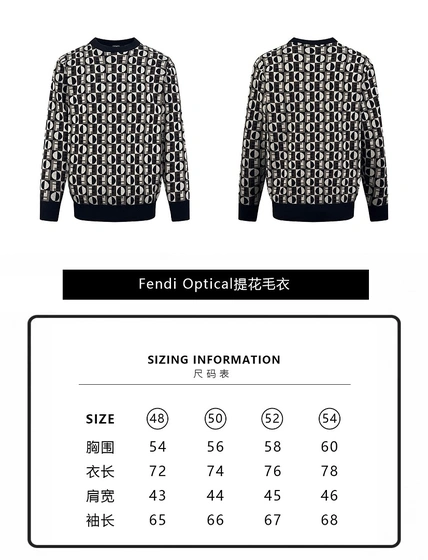 Fendi Optical提花毛衣
SIZING INFORMATION
尺码表
SIZE 48 50 52 54
胸围 54 56 58 60
衣长 72 74 76 78
肩宽 43 44 45 46
袖长 65 66 67 68